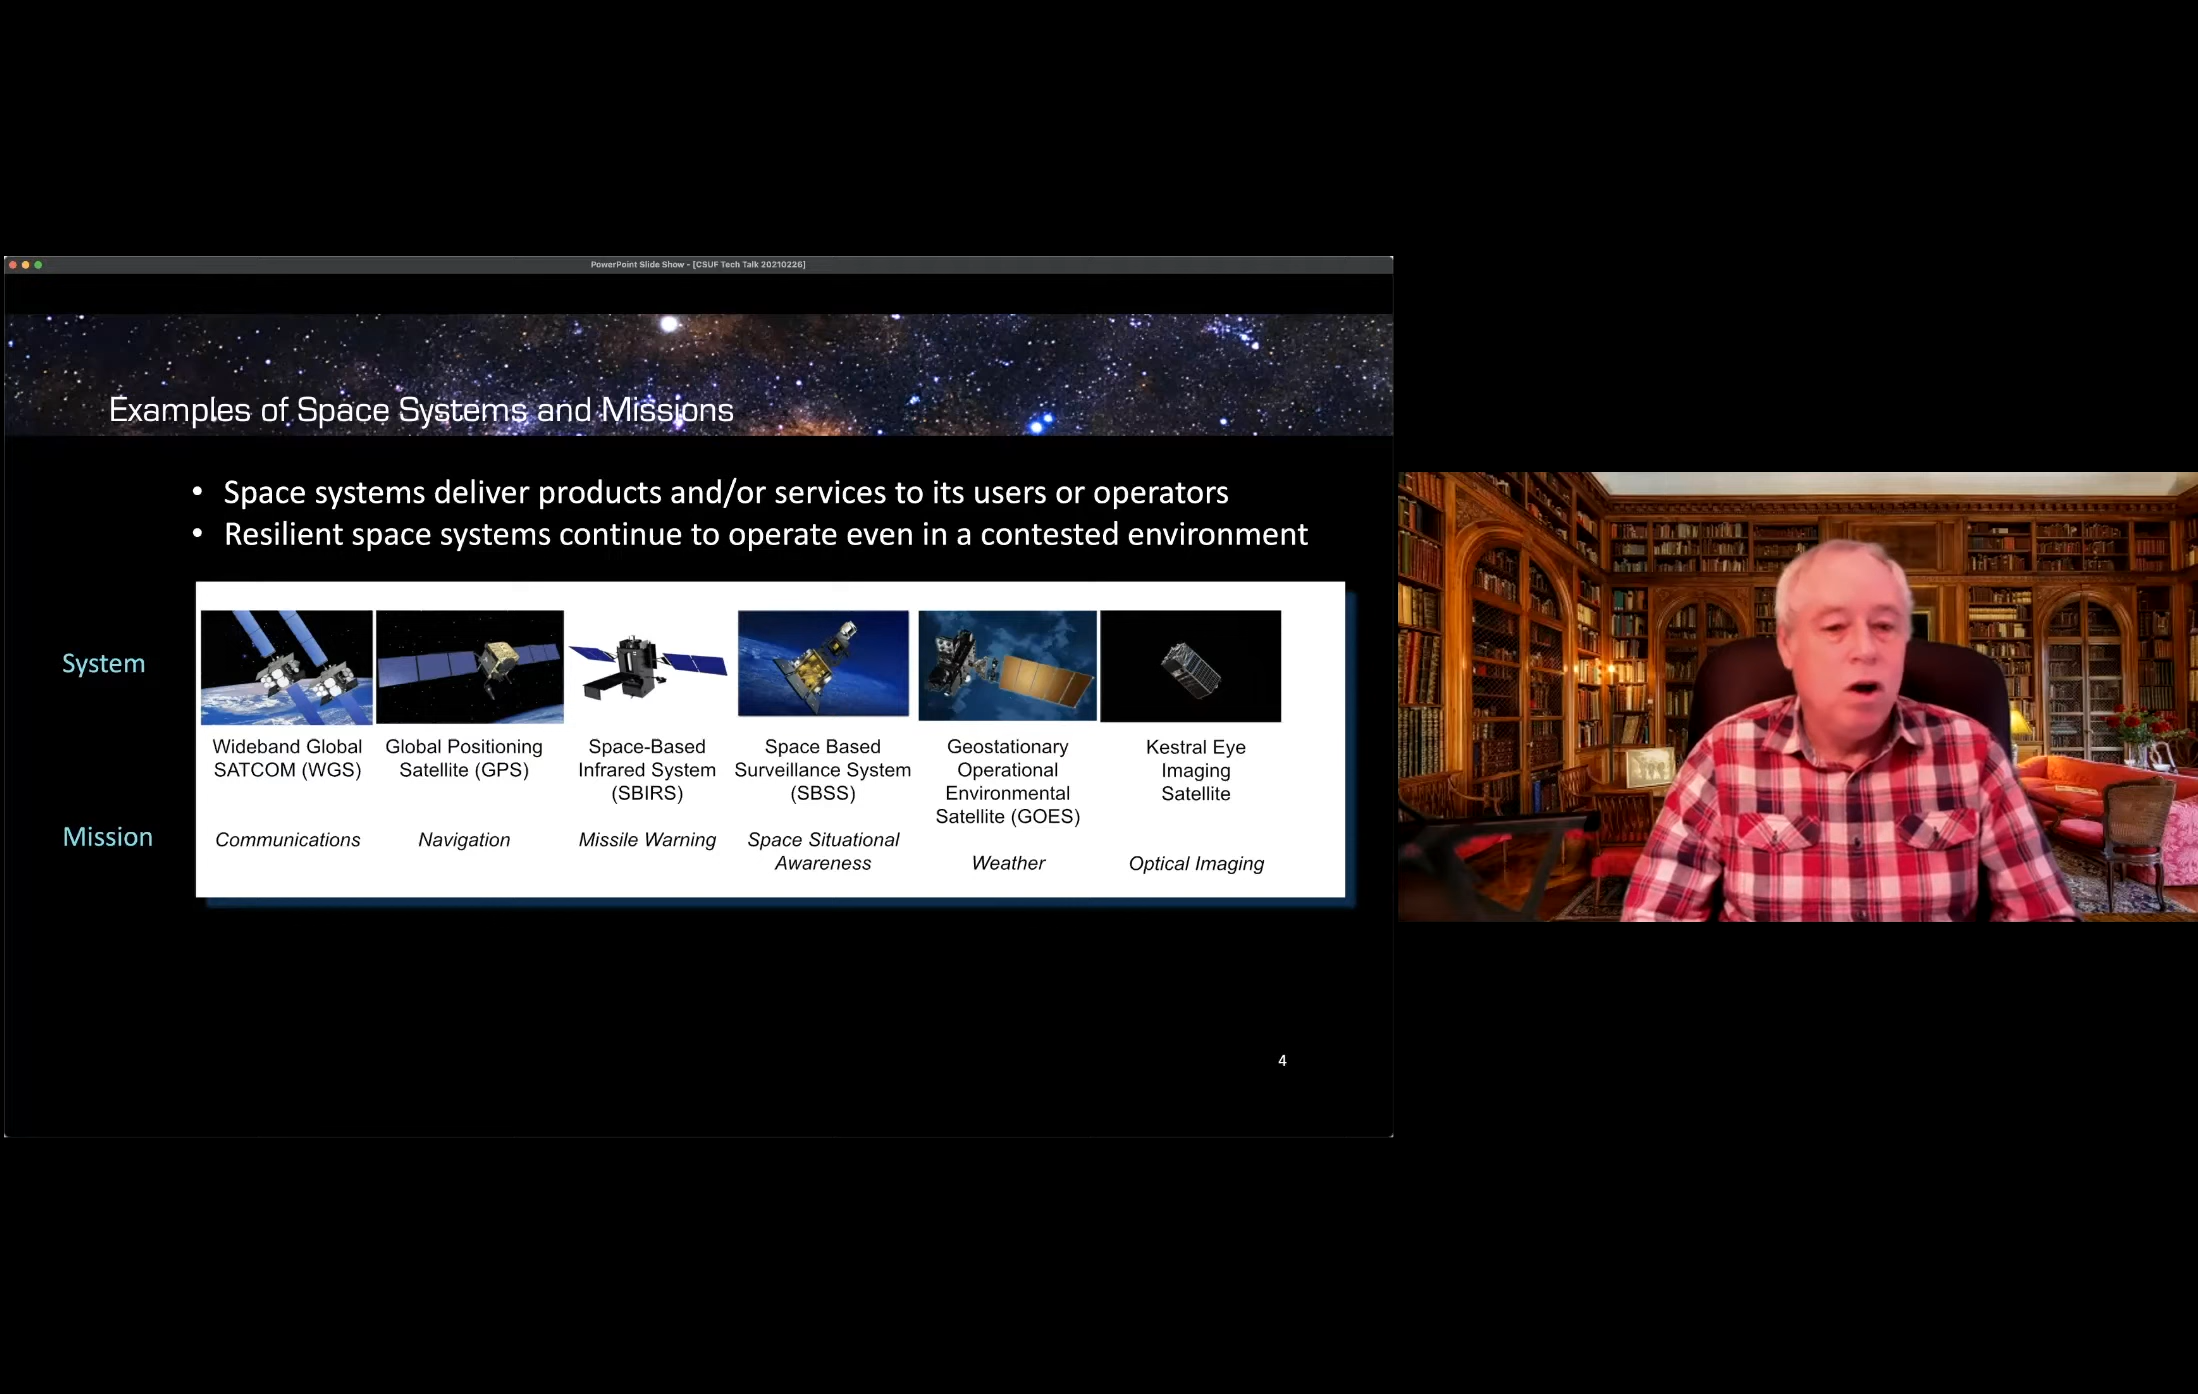 PowerPoint Slide Show - [CSUF Tech Talk 20210226]
Examples of Space Systems and Missions
• Space systems deliver products and/or services to its users or operators
• Resilient space systems continue to operate even in a contested environment
System
Wideband Global
SATCOM (WGS)
Global Positioning
Satellite (GPS)
Space-Based
Infrared System
(SBIRS)
Space Based
Surveillance System
(SBSS)
Geostationary
Operational
Environmental
Satellite (GOES)
Kestral Eye
Imaging
Satellite
Mission
Communications
Navigation
Missile Warning
Space Situational
Awareness
Weather
Optical Imaging
4